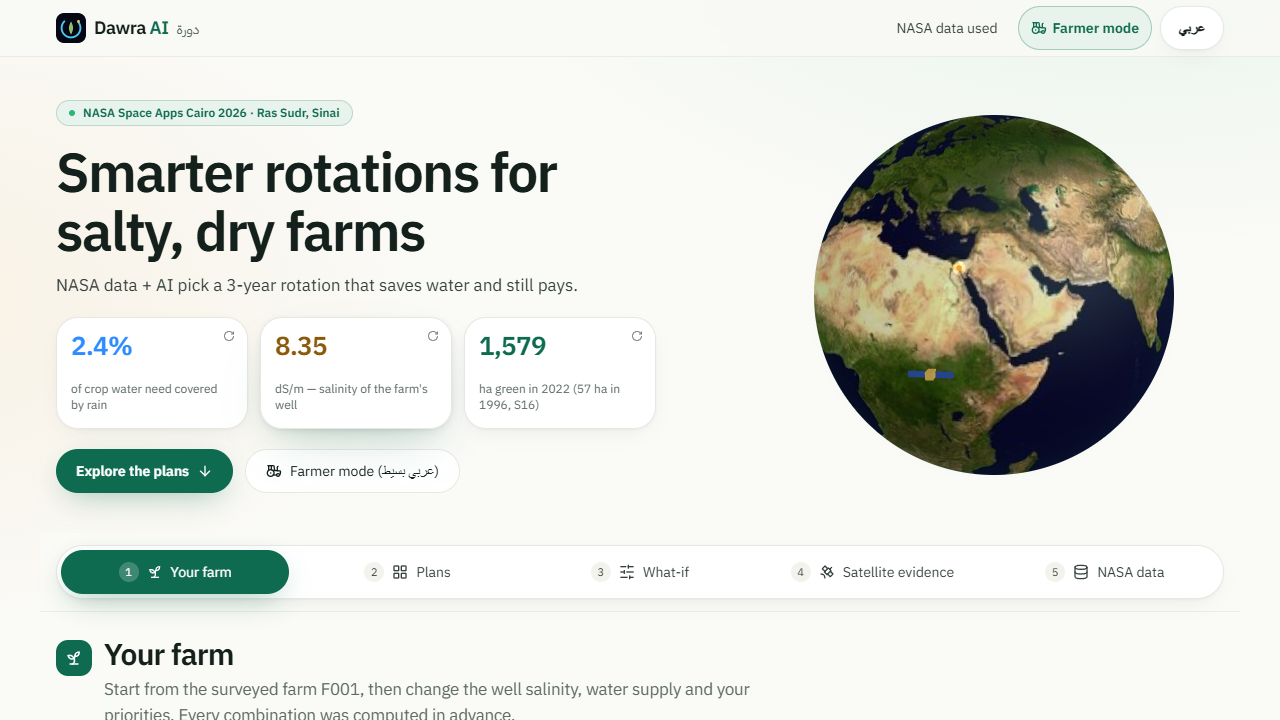 Dawra AI دورة
NASA data used
Farmer mode
عربي
NASA Space Apps Cairo 2026 · Ras Sudr, Sinai
Smarter rotations for
salty, dry farms
NASA data + AI pick a 3-year rotation that saves water and still pays.
2.4%
of crop water need covered
by rain
8.35
dS/m — salinity of the farm's
well
1,579
ha green in 2022 (57 ha in
1996, S16)
Explore the plans
Farmer mode (عربي بسيط)
1 Your farm
2 Plans
3 What-if
4 Satellite evidence
5 NASA data
Your farm
Start from the surveyed farm F001, then change the well salinity, water supply and your
priorities. Every combination was computed in advance.